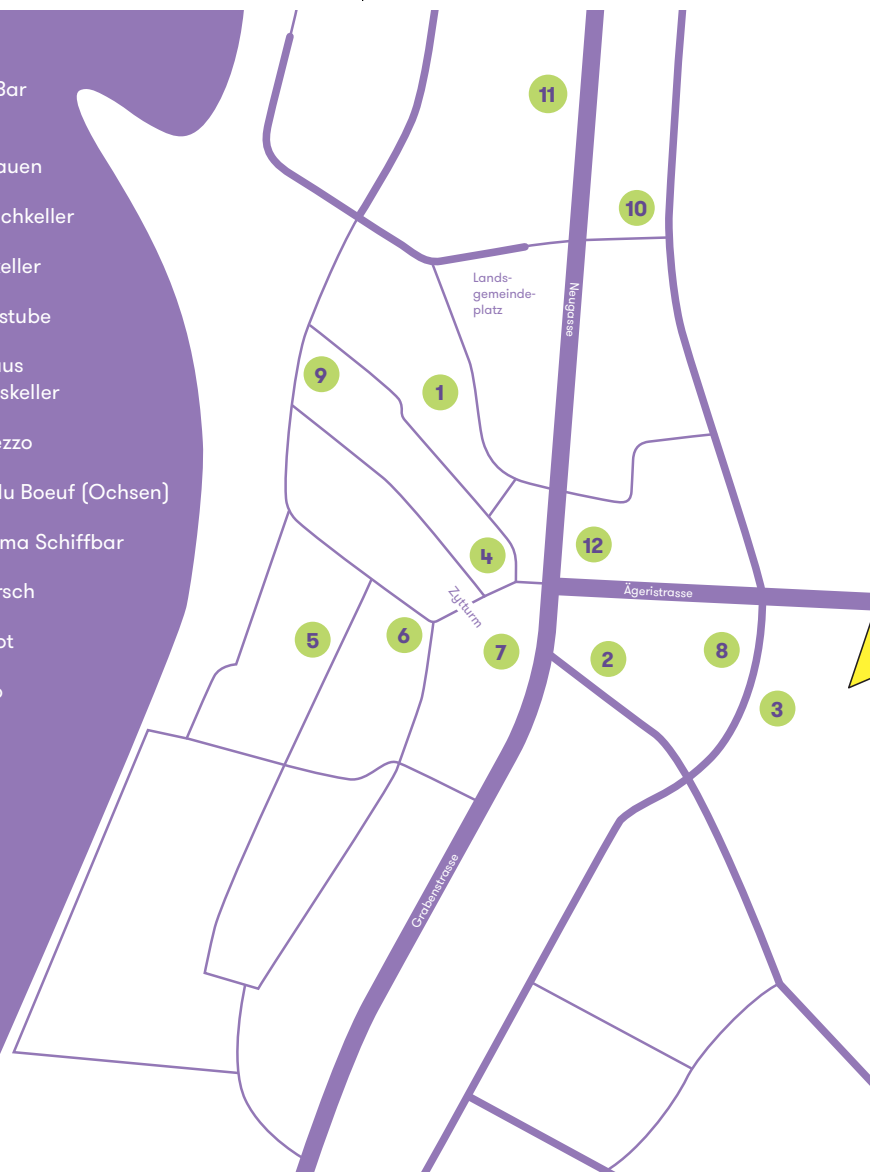 Bar
auen
chkeller
eller
stube
us
skeller
ezzo
du Boeuf (Ochsen)
ma Schiffbar
rsch
ot
11
10
Lands-
gemeinde-
platz
Neugasse
9
1
4
12
Zytturm
Ägeristrasse
5
6
7
2
8
3
Grabenstrasse